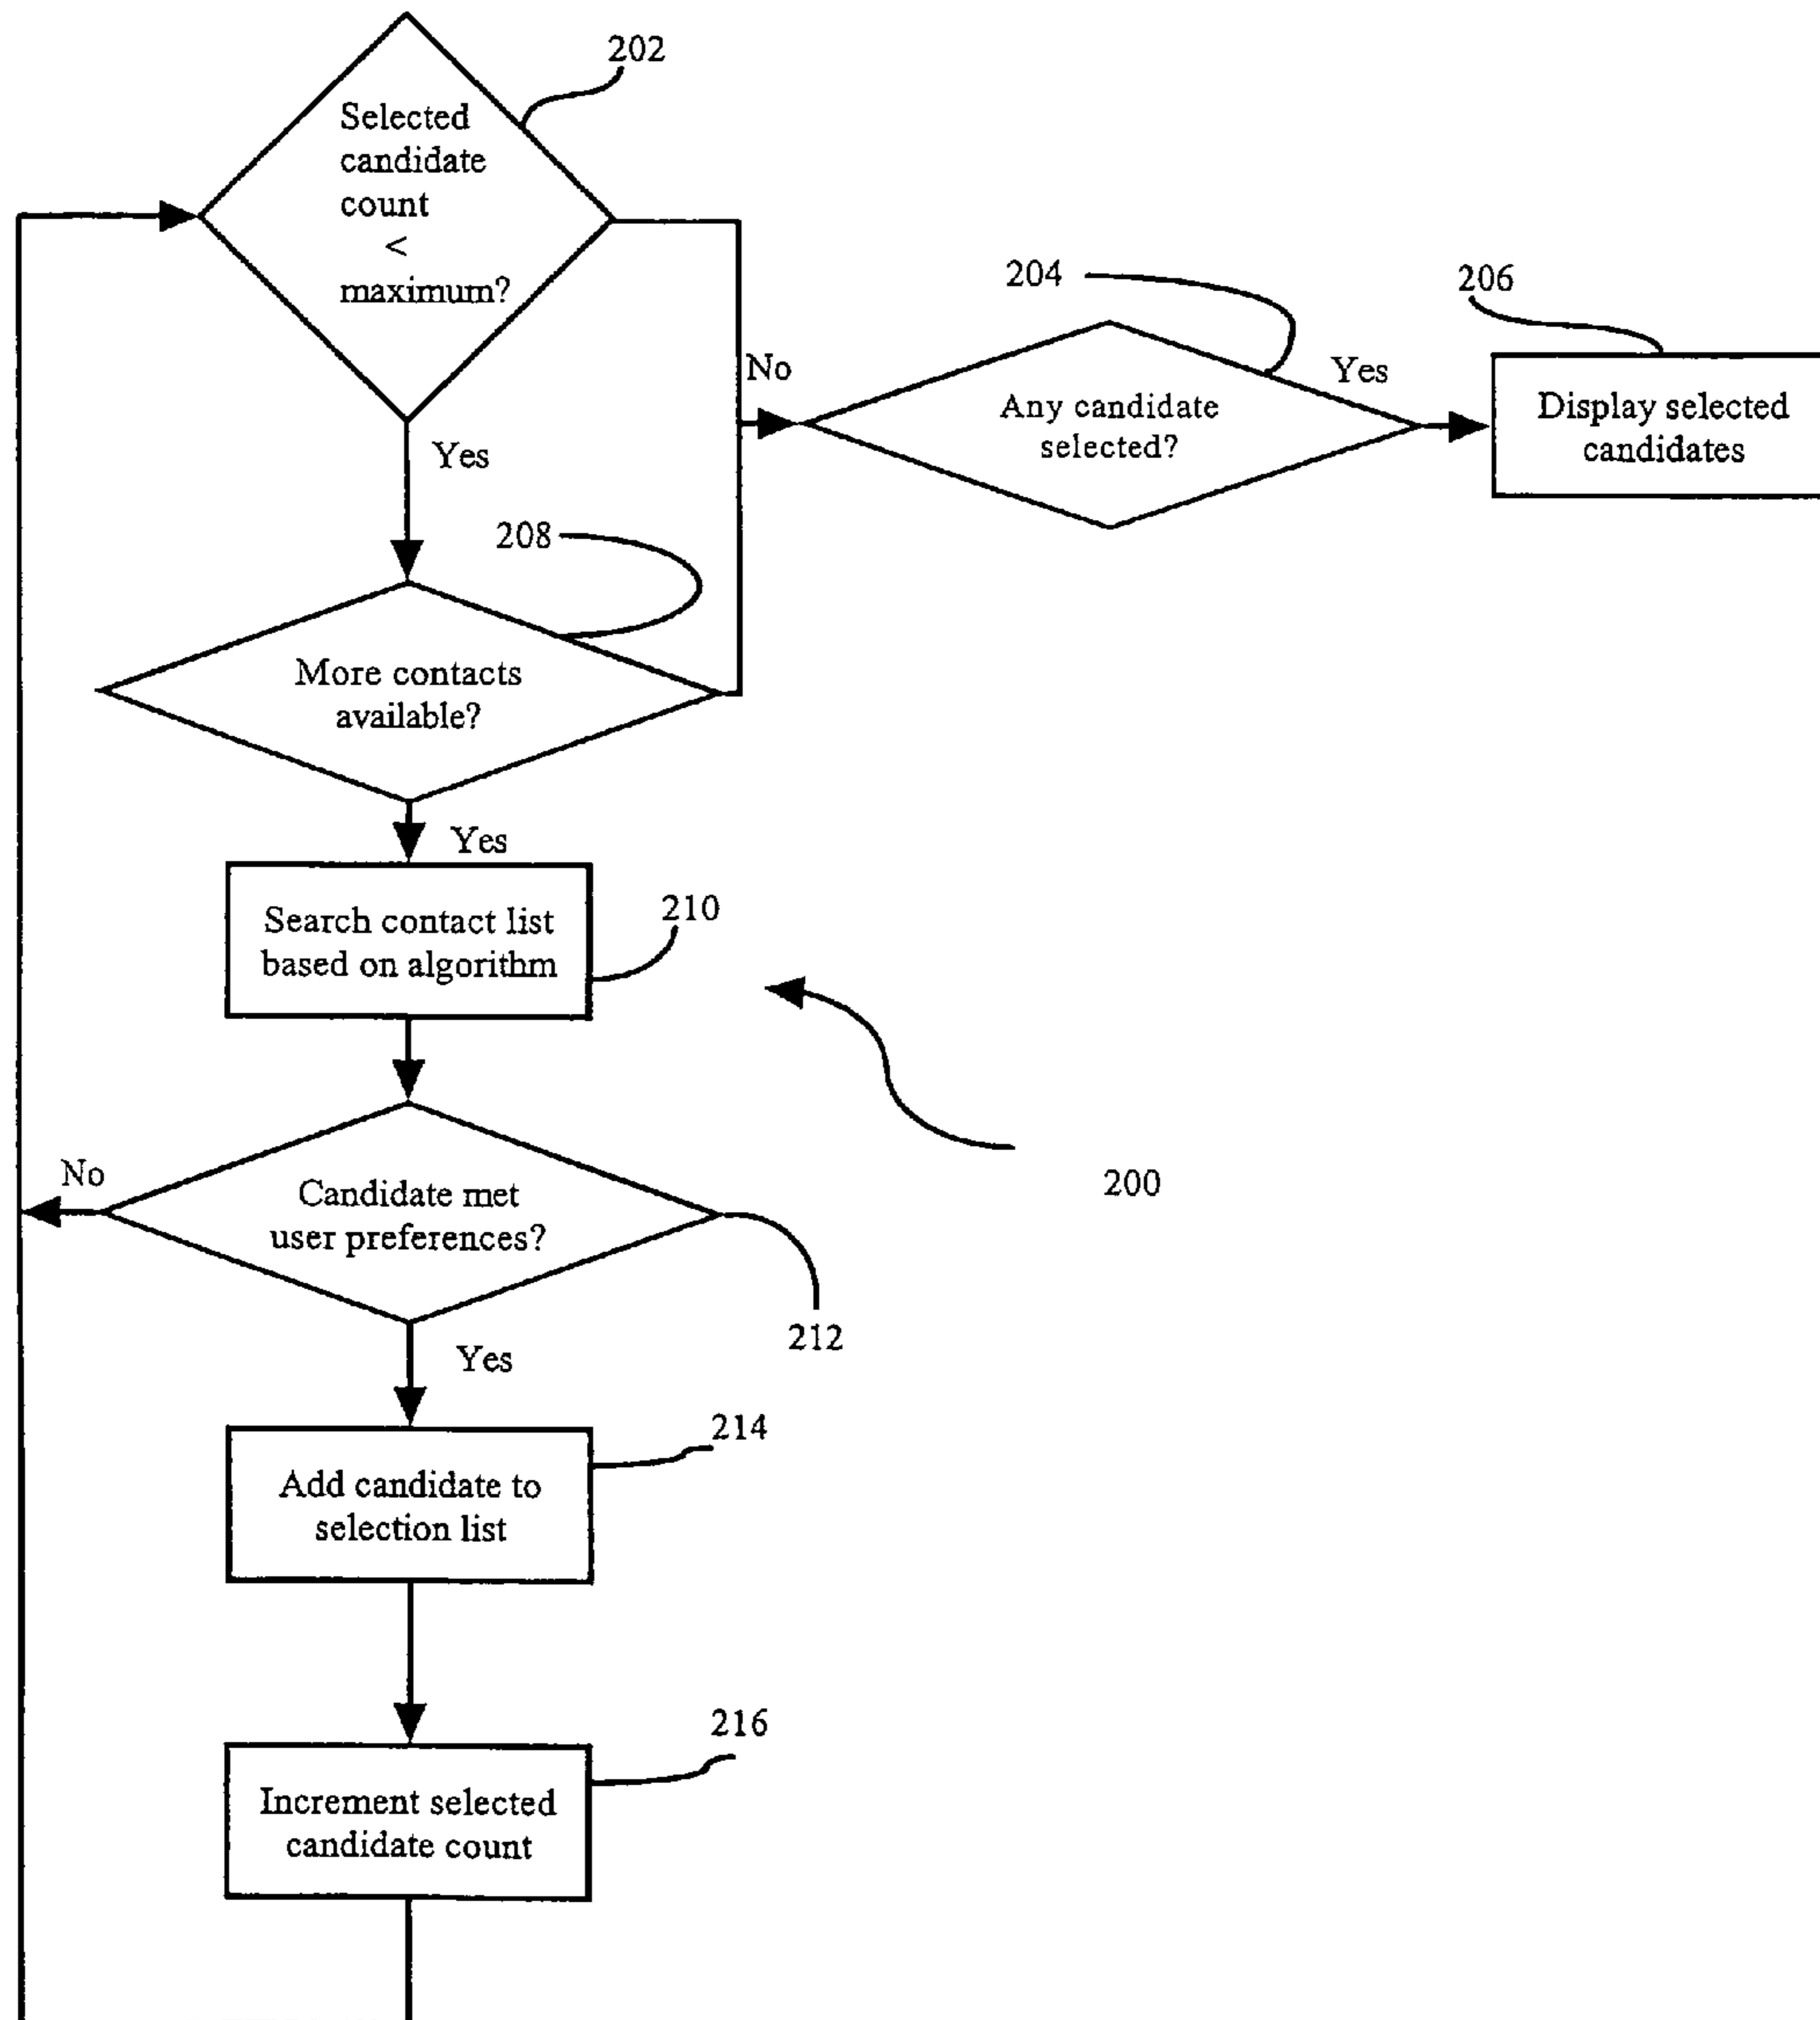 202
Selected
candidate
count
<
maximum?
204
206
No
Yes
Any candidate
selected?
Display selected
candidates
Yes
208
More contacts
available?
Yes
Search contact list
based on algorithm
210
200
No
Candidate met
user preferences?
212
Yes
214
Add candidate to
selection list
216
Increment selected
candidate count